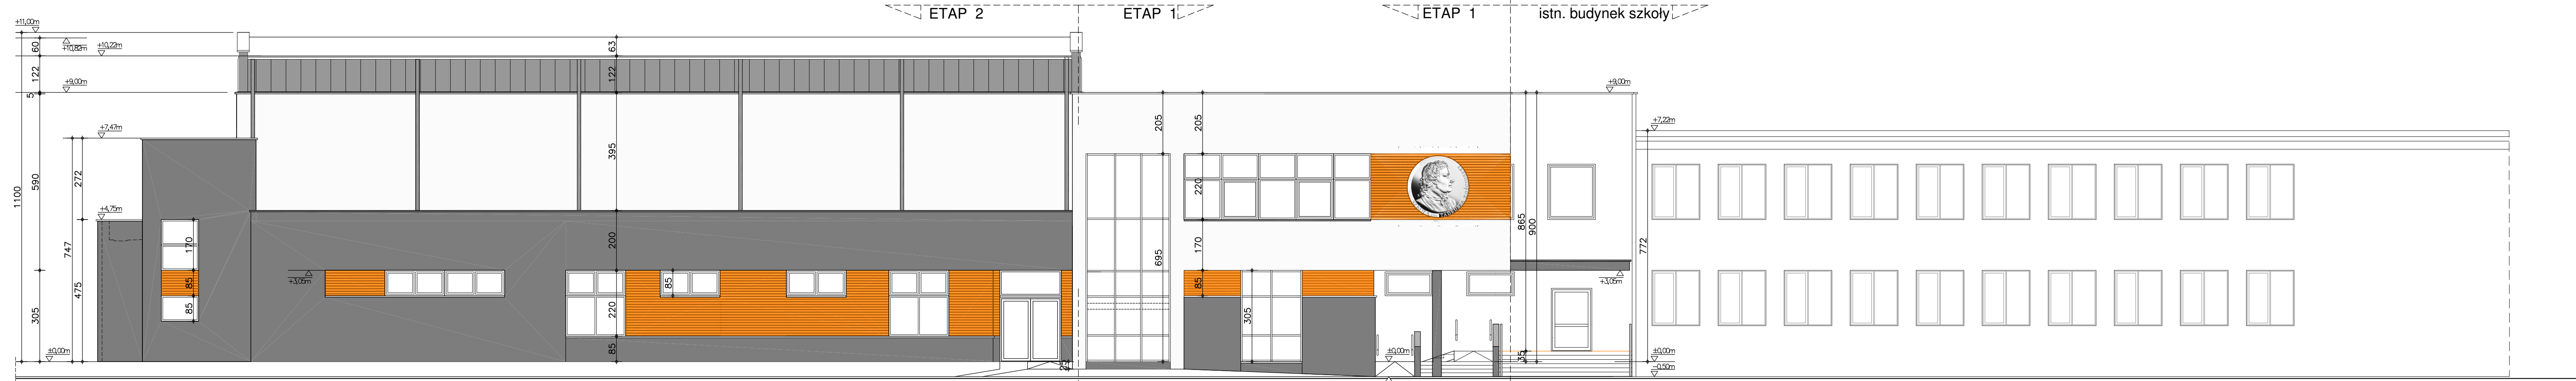 ETAP 2
ETAP 1
ETAP 1
istn. budynek szkoły
+11,00m
+10,82m
+10,22m
+9,00m
+7,47m
+4,75m
±0,00m
1100
60
122
5
590
305
747
272
475
170
85
85
+3,05m
63
122
395
200
220
85
85
25
205
695
205
220
170
85
305
±0,00m
865
900
35
+9,00m
+3,05m
772
+7,22m
±0,00m
-0,50m